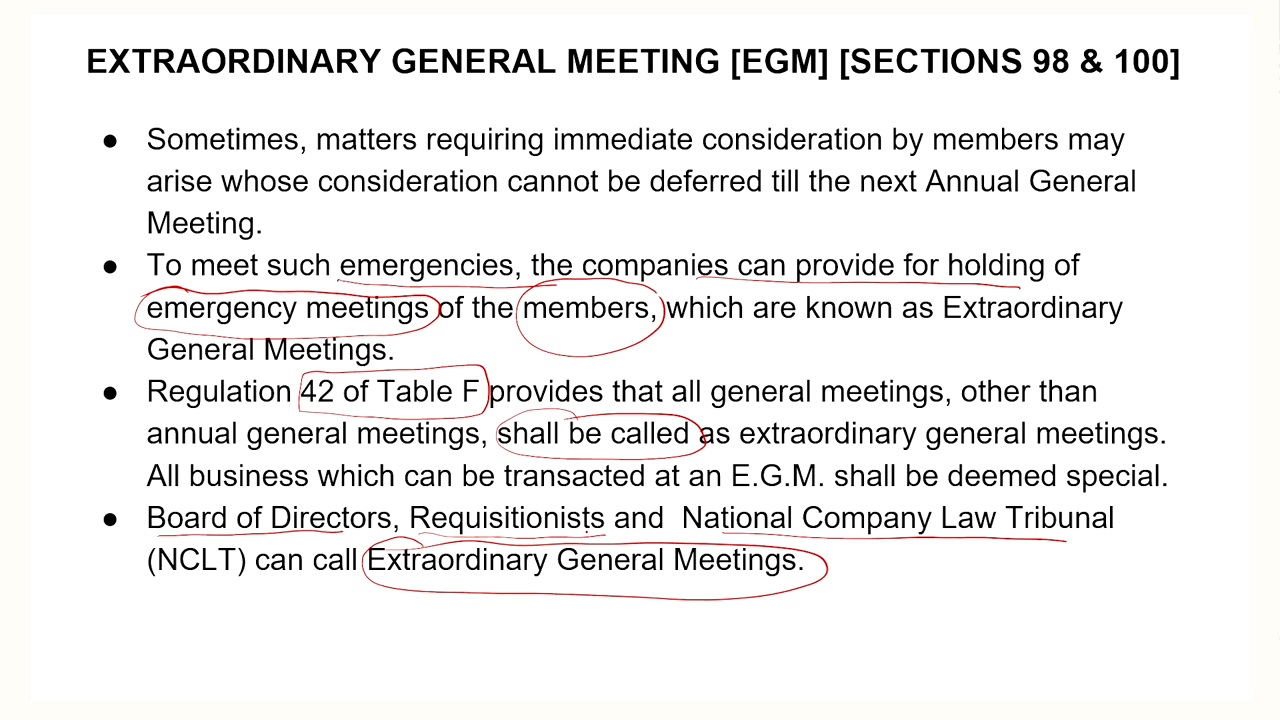 EXTRAORDINARY GENERAL MEETING [EGM] [SECTIONS 98 & 100]
● Sometimes, matters requiring immediate consideration by members may
arise whose consideration cannot be deferred till the next Annual General
Meeting.
● To meet such emergencies, the companies can provide for holding of
emergency meetings of the members, which are known as Extraordinary
General Meetings.
● Regulation 42 of Table F provides that all general meetings, other than
annual general meetings, shall be called as extraordinary general meetings.
All business which can be transacted at an E.G.M. shall be deemed special.
● Board of Directors, Requisitionists and National Company Law Tribunal
(NCLT) can call Extraordinary General Meetings.